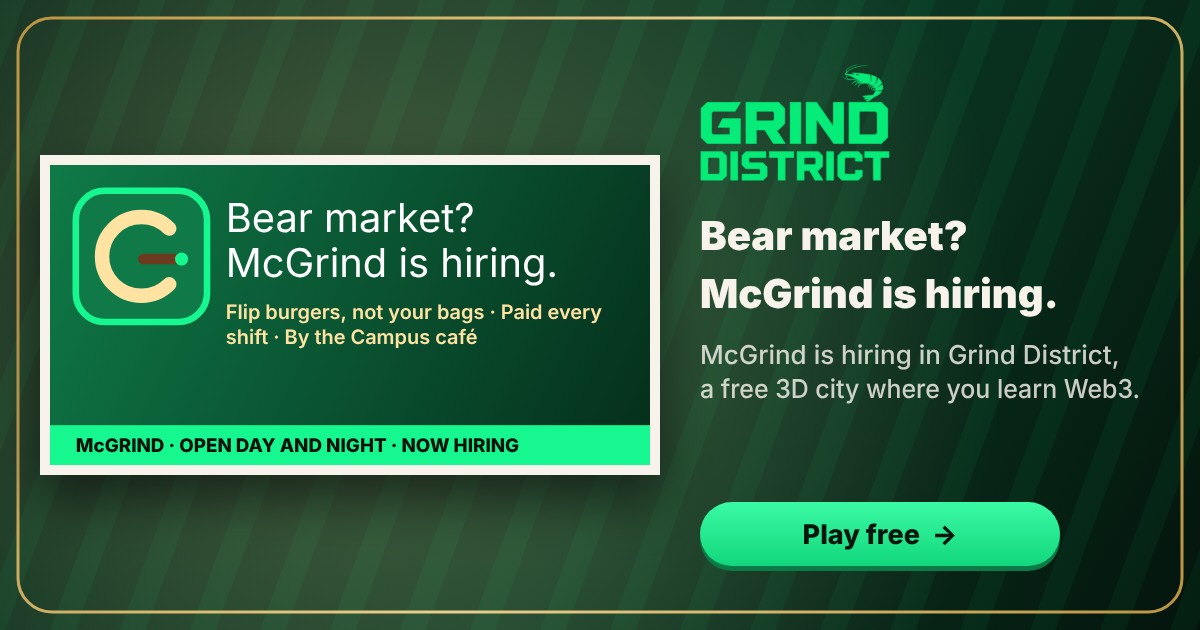 Bear market?
McGrind is hiring.
Flip burgers, not your bags · Paid every
shift · By the Campus café
McGRIND · OPEN DAY AND NIGHT · NOW HIRING
GRIND
DISTRICT
Bear market?
McGrind is hiring.
McGrind is hiring in Grind District,
a free 3D city where you learn Web3.
Play free →